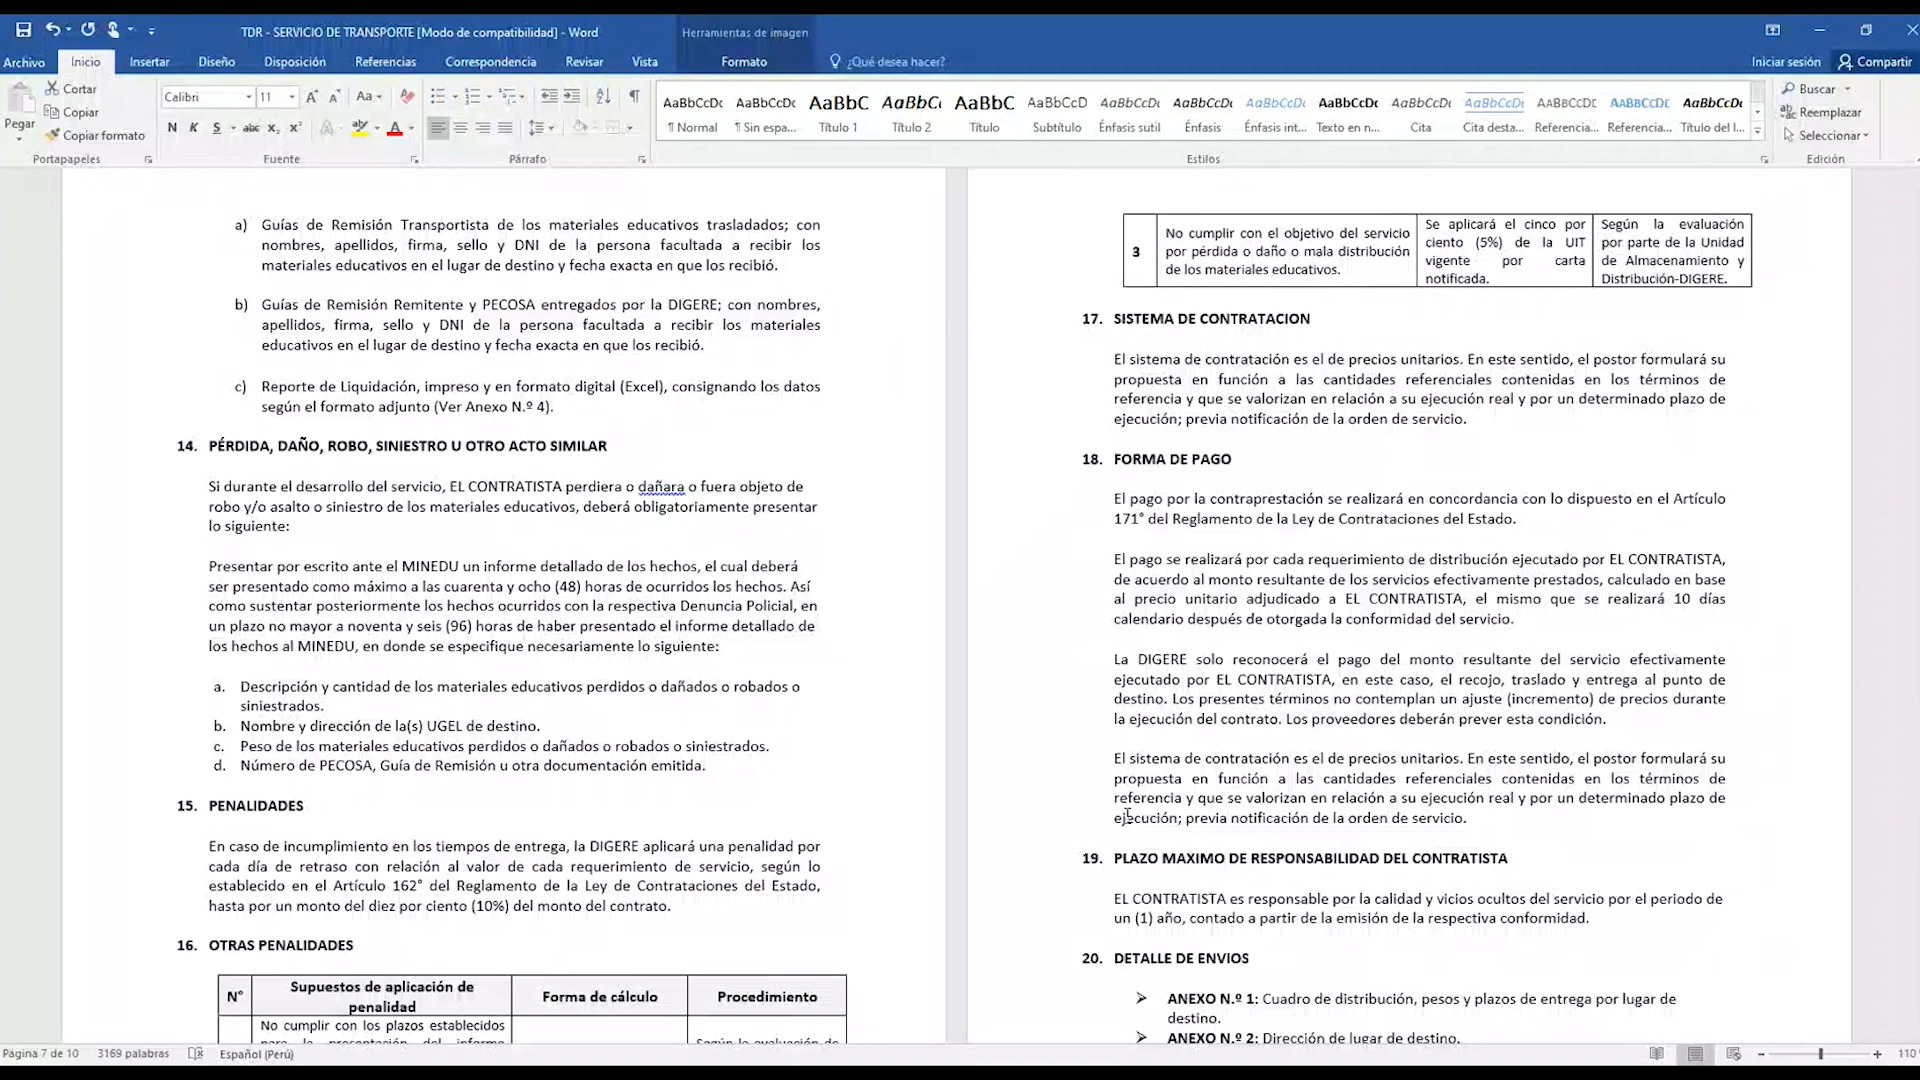 TDR - SERVICIO DE TRANSPORTE [Modo de compatibilidad] - Word
Herramientas de imagen
Archivo
Inicio
Insertar
Diseño
Disposición
Referencias
Correspondencia
Revisar
Vista
Formato
¿Qué desea hacer?
Iniciar sesión
Compartir
Pegar
Cortar
Copiar
Copiar formato
Portapapeles
Calibri
11
N K S abc x₂ x²
Fuente
Párrafo
AaBbCcDc AaBbCcDc AaBbC AaBbCc AaBbC AaBbCcD AaBbCcDc AaBbCcDc AaBbCcDc AaBbCcDc AaBbCcDc AaBbCcDc AABBCCDC AABBCCDC AaBbCcDc
¶ Normal
¶ Sin espa...
Título 1
Título 2
Título
Subtítulo
Énfasis sutil
Énfasis
Énfasis int...
Texto en n...
Cita
Cita desta...
Referencia...
Referencia...
Título del l...
Estilos
Buscar
Reemplazar
Seleccionar
Edición
a) Guías de Remisión Transportista de los materiales educativos trasladados; con
nombres, apellidos, firma, sello y DNI de la persona facultada a recibir los
materiales educativos en el lugar de destino y fecha exacta en que los recibió.
b) Guías de Remisión Remitente y PECOSA entregados por la DIGERE; con nombres,
apellidos, firma, sello y DNI de la persona facultada a recibir los materiales
educativos en el lugar de destino y fecha exacta en que los recibió.
c) Reporte de Liquidación, impreso y en formato digital (Excel), consignando los datos
según el formato adjunto (Ver Anexo N.º 4).
14. PÉRDIDA, DAÑO, ROBO, SINIESTRO U OTRO ACTO SIMILAR
Si durante el desarrollo del servicio, EL CONTRATISTA perdiera o dañara o fuera objeto de
robo y/o asalto o siniestro de los materiales educativos, deberá obligatoriamente presentar
lo siguiente:
Presentar por escrito ante el MINEDU un informe detallado de los hechos, el cual deberá
ser presentado como máximo a las cuarenta y ocho (48) horas de ocurridos los hechos. Así
como sustentar posteriormente los hechos ocurridos con la respectiva Denuncia Policial, en
un plazo no mayor a noventa y seis (96) horas de haber presentado el informe detallado de
los hechos al MINEDU, en donde se especifique necesariamente lo siguiente:
a. Descripción y cantidad de los materiales educativos perdidos o dañados o robados o
siniestrados.
b. Nombre y dirección de la(s) UGEL de destino.
c. Peso de los materiales educativos perdidos o dañados o robados o siniestrados.
d. Número de PECOSA, Guía de Remisión u otra documentación emitida.
15. PENALIDADES
En caso de incumplimiento en los tiempos de entrega, la DIGERE aplicará una penalidad por
cada día de retraso con relación al valor de cada requerimiento de servicio, según lo
establecido en el Artículo 162° del Reglamento de la Ley de Contrataciones del Estado,
hasta por un monto del diez por ciento (10%) del monto del contrato.
16. OTRAS PENALIDADES
N°
Supuestos de aplicación de
penalidad
Forma de cálculo
Procedimiento
No cumplir con los plazos establecidos
para la presentación del informe
Según la evaluación de
3
No cumplir con el objetivo del servicio
por pérdida o daño o mala distribución
de los materiales educativos.
Se aplicará el cinco por
ciento (5%) de la UIT
vigente por carta
notificada.
Según la evaluación
por parte de la Unidad
de Almacenamiento y
Distribución-DIGERE.
17. SISTEMA DE CONTRATACION
El sistema de contratación es el de precios unitarios. En este sentido, el postor formulará su
propuesta en función a las cantidades referenciales contenidas en los términos de
referencia y que se valorizan en relación a su ejecución real y por un determinado plazo de
ejecución; previa notificación de la orden de servicio.
18. FORMA DE PAGO
El pago por la contraprestación se realizará en concordancia con lo dispuesto en el Artículo
171° del Reglamento de la Ley de Contrataciones del Estado.
El pago se realizará por cada requerimiento de distribución ejecutado por EL CONTRATISTA,
de acuerdo al monto resultante de los servicios efectivamente prestados, calculado en base
al precio unitario adjudicado a EL CONTRATISTA, el mismo que se realizará 10 días
calendario después de otorgada la conformidad del servicio.
La DIGERE solo reconocerá el pago del monto resultante del servicio efectivamente
ejecutado por EL CONTRATISTA, en este caso, el recojo, traslado y entrega al punto de
destino. Los presentes términos no contemplan un ajuste (incremento) de precios durante
la ejecución del contrato. Los proveedores deberán prever esta condición.
El sistema de contratación es el de precios unitarios. En este sentido, el postor formulará su
propuesta en función a las cantidades referenciales contenidas en los términos de
referencia y que se valorizan en relación a su ejecución real y por un determinado plazo de
ejecución; previa notificación de la orden de servicio.
19. PLAZO MAXIMO DE RESPONSABILIDAD DEL CONTRATISTA
EL CONTRATISTA es responsable por la calidad y vicios ocultos del servicio por el periodo de
un (1) año, contado a partir de la emisión de la respectiva conformidad.
20. DETALLE DE ENVIOS
➢ ANEXO N.º 1: Cuadro de distribución, pesos y plazos de entrega por lugar de
destino.
➢ ANEXO N.º 2: Dirección de lugar de destino.
Página 7 de 10
3169 palabras
Español (Perú)
110